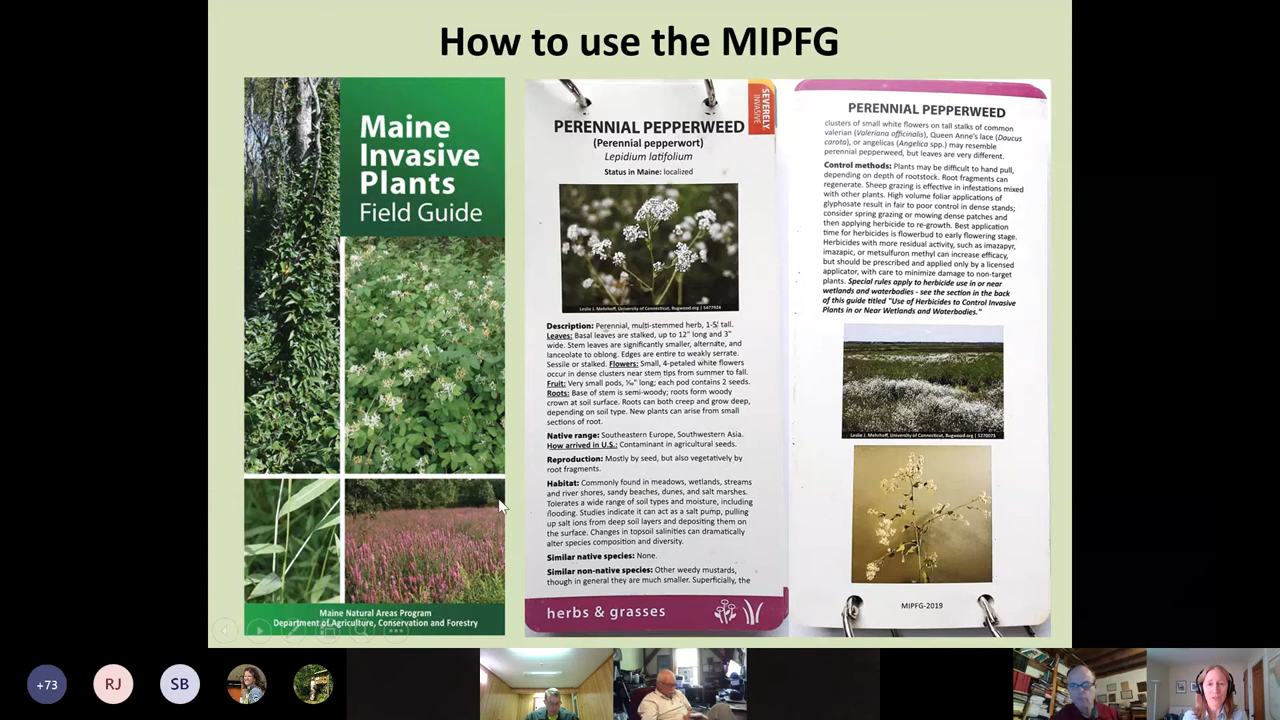 How to use the MIPFG
Maine
Invasive
Plants
Field Guide
Maine Natural Areas Program
Department of Agriculture, Conservation and Forestry
SEVERELY
INVASIVE
PERENNIAL PEPPERWEED
(Perennial pepperwort)
Lepidium latifolium
Status in Maine: localized
Leslie J. Mehrhoff, University of Connecticut, Bugwood.org | 5477924
Description: Perennial, multi-stemmed herb, 1-5' tall.
Leaves: Basal leaves are stalked, up to 12" long and 3"
wide. Stem leaves are significantly smaller, alternate, and
lanceolate to oblong. Edges are entire to weakly serrate.
Sessile or stalked. Flowers: Small, 4-petaled white flowers
occur in dense clusters near stem tips from summer to fall.
Fruit: Very small pods, 1/16" long; each pod contains 2 seeds.
Roots: Base of stem is semi-woody; roots form woody
crown at soil surface. Roots can both creep and grow deep,
depending on soil type. New plants can arise from small
sections of root.
Native range: Southeastern Europe, Southwestern Asia.
How arrived in U.S.: Contaminant in agricultural seeds.
Reproduction: Mostly by seed, but also vegetatively by
root fragments.
Habitat: Commonly found in meadows, wetlands, streams
and river shores, sandy beaches, dunes, and salt marshes.
Tolerates a wide range of soil types and moisture, including
flooding. Studies indicate it can act as a salt pump, pulling
up salt ions from deep soil layers and depositing them on
the surface. Changes in topsoil salinities can dramatically
alter species composition and diversity.
Similar native species: None.
Similar non-native species: Other weedy mustards,
though in general they are much smaller. Superficially, the
herbs & grasses
PERENNIAL PEPPERWEED
clusters of small white flowers on tall stalks of common
valerian (Valeriana officinalis), Queen Anne's lace (Daucus
carota), or angelicas (Angelica spp.) may resemble
perennial pepperweed, but leaves are very different.
Control methods: Plants may be difficult to hand pull,
depending on depth of rootstock. Root fragments can
regenerate. Sheep grazing is effective in infestations mixed
with other plants. High volume foliar applications of
glyphosate result in fair to poor control in dense stands;
consider spring grazing or mowing dense patches and
then applying herbicide to re-growth. Best application
time for herbicides is flowerbud to early flowering stage.
Herbicides with more residual activity, such as imazapyr,
imazapic, or metsulfuron methyl can increase efficacy,
but should be prescribed and applied only by a licensed
applicator, with care to minimize damage to non-target
plants. Special rules apply to herbicide use in or near
wetlands and waterbodies - see the section in the back
of this guide titled "Use of Herbicides to Control Invasive
Plants in or Near Wetlands and Waterbodies."
Leslie J. Mehrhoff, University of Connecticut, Bugwood.org | 5270075
MIPFG-2019
+73
RJ
SB